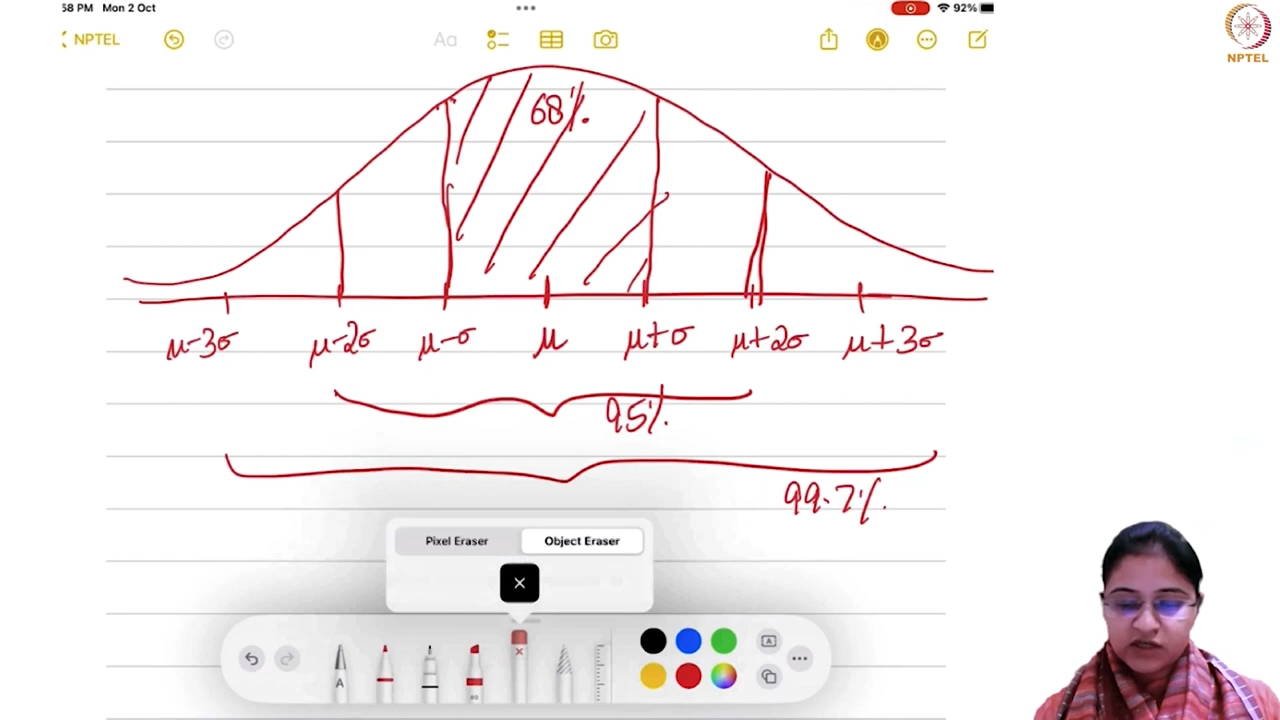 58 PM Mon 2 Oct
92%
NPTEL
NPTEL
Aa
68%.
μ-3σ μ-2σ μ-σ μ μ+σ μ+2σ μ+3σ
95%.
99.7%.
Pixel Eraser Object Eraser
A
80
A